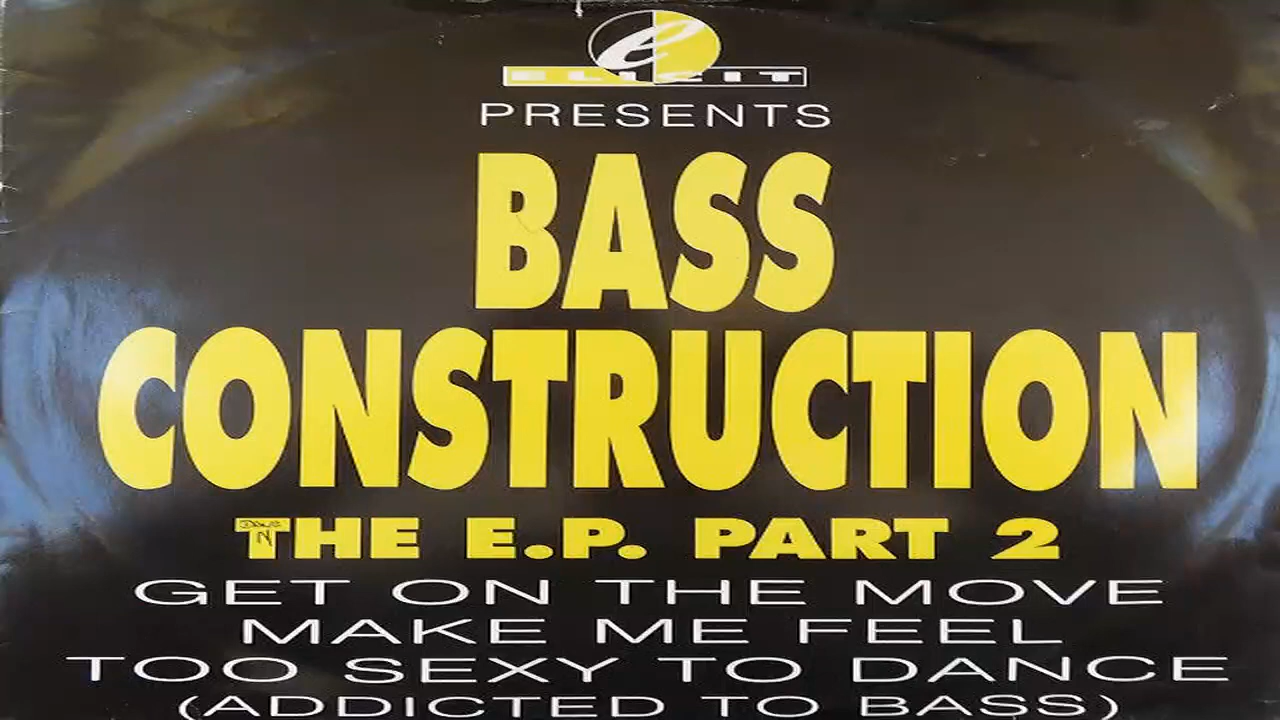 e
ELICIT
PRESENTS
BASS
CONSTRUCTION
THE E.P. PART 2
GET ON THE MOVE
MAKE ME FEEL
TOO SEXY TO DANCE
(ADDICTED TO BASS)